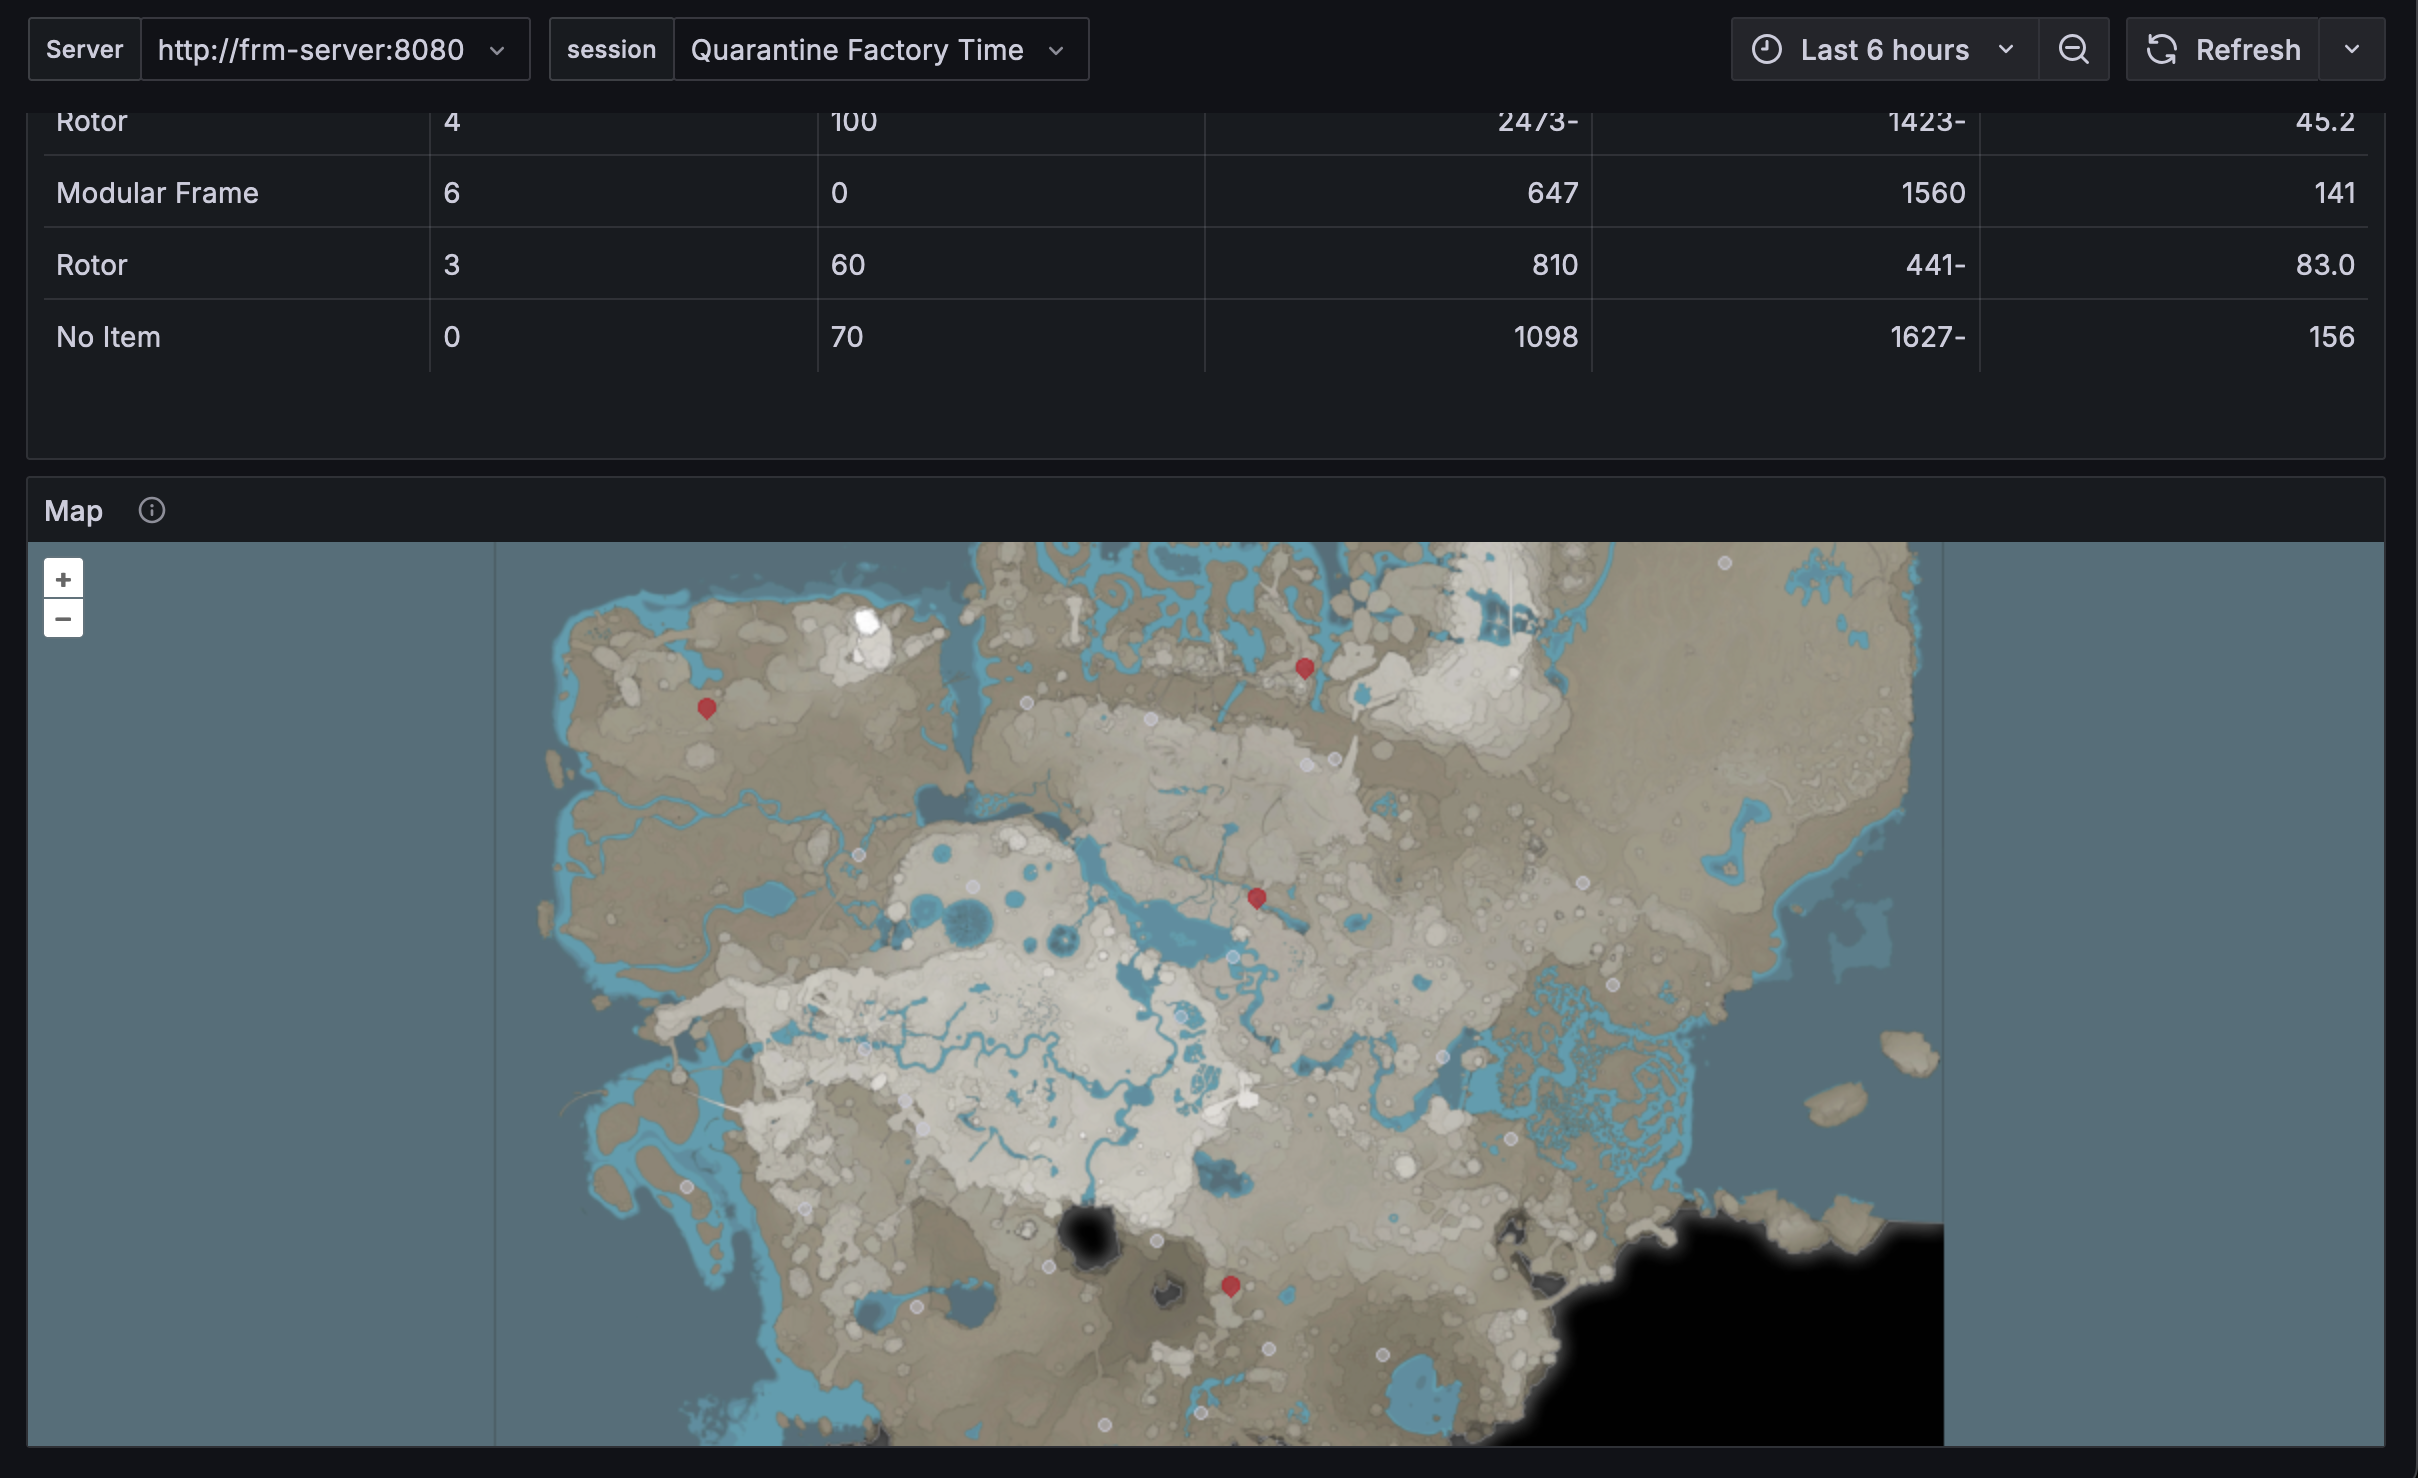 Server http://frm-server:8080 session Quarantine Factory Time Last 6 hours Refresh
Rotor 4 100 2473- 1423- 45.2
Modular Frame 6 0 647 1560 141
Rotor 3 60 810 441- 83.0
No Item 0 70 1098 1627- 156
Map
+
−